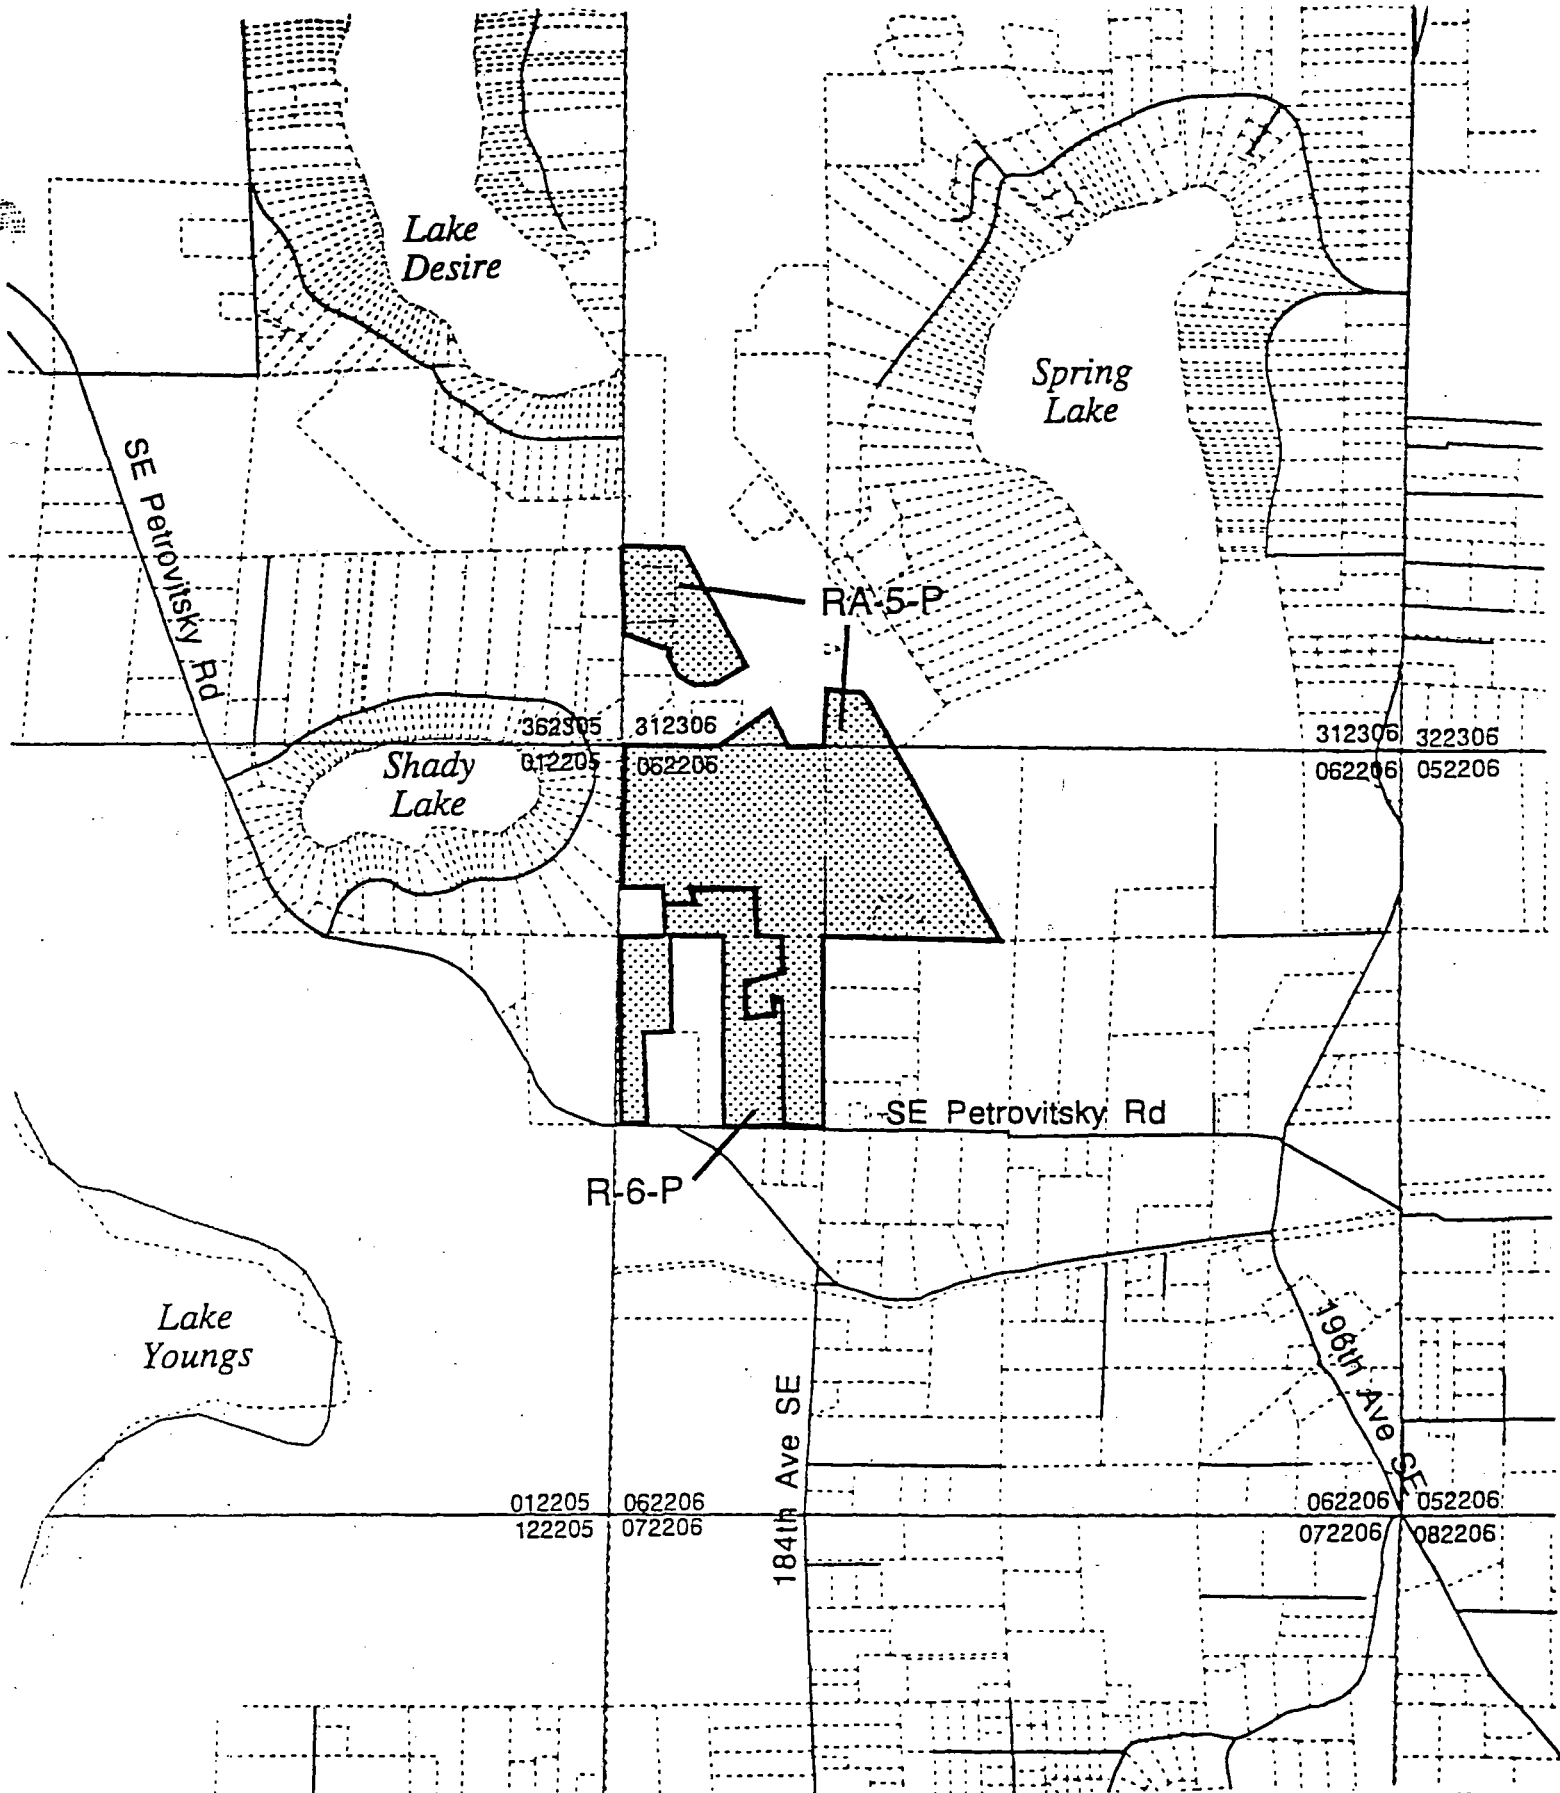 Lake
Desire
Spring
Lake
SE Petrovitsky Rd
RA-5-P
362305
312306
312306
322306
Shady
Lake
012205
062206
062206
052206
SE Petrovitsky Rd
R-6-P
Lake
Youngs
196th Ave SE
184th Ave SE
012205
062206
062206
052206
122205
072206
072206
082206